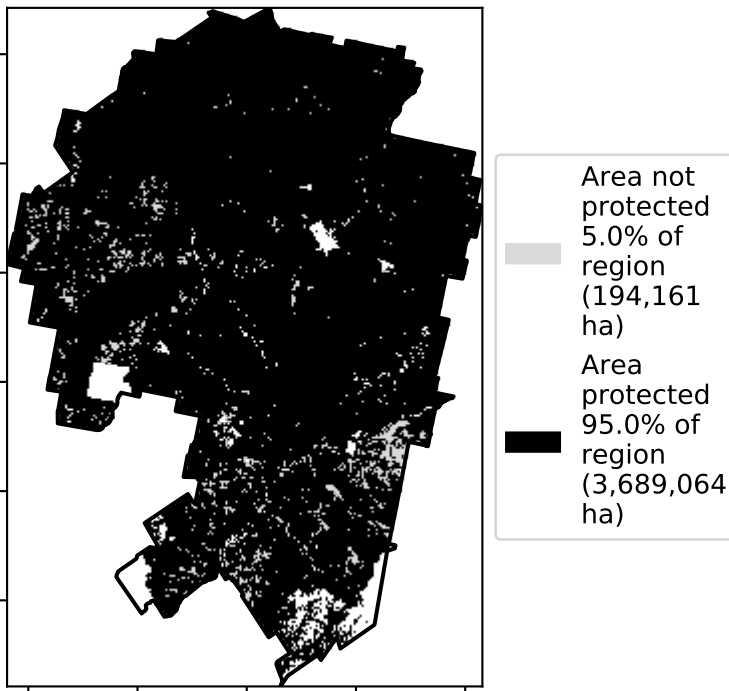 Area not
protected
5.0% of
region
(194,161
ha)
Area
protected
95.0% of
region
(3,689,064
ha)